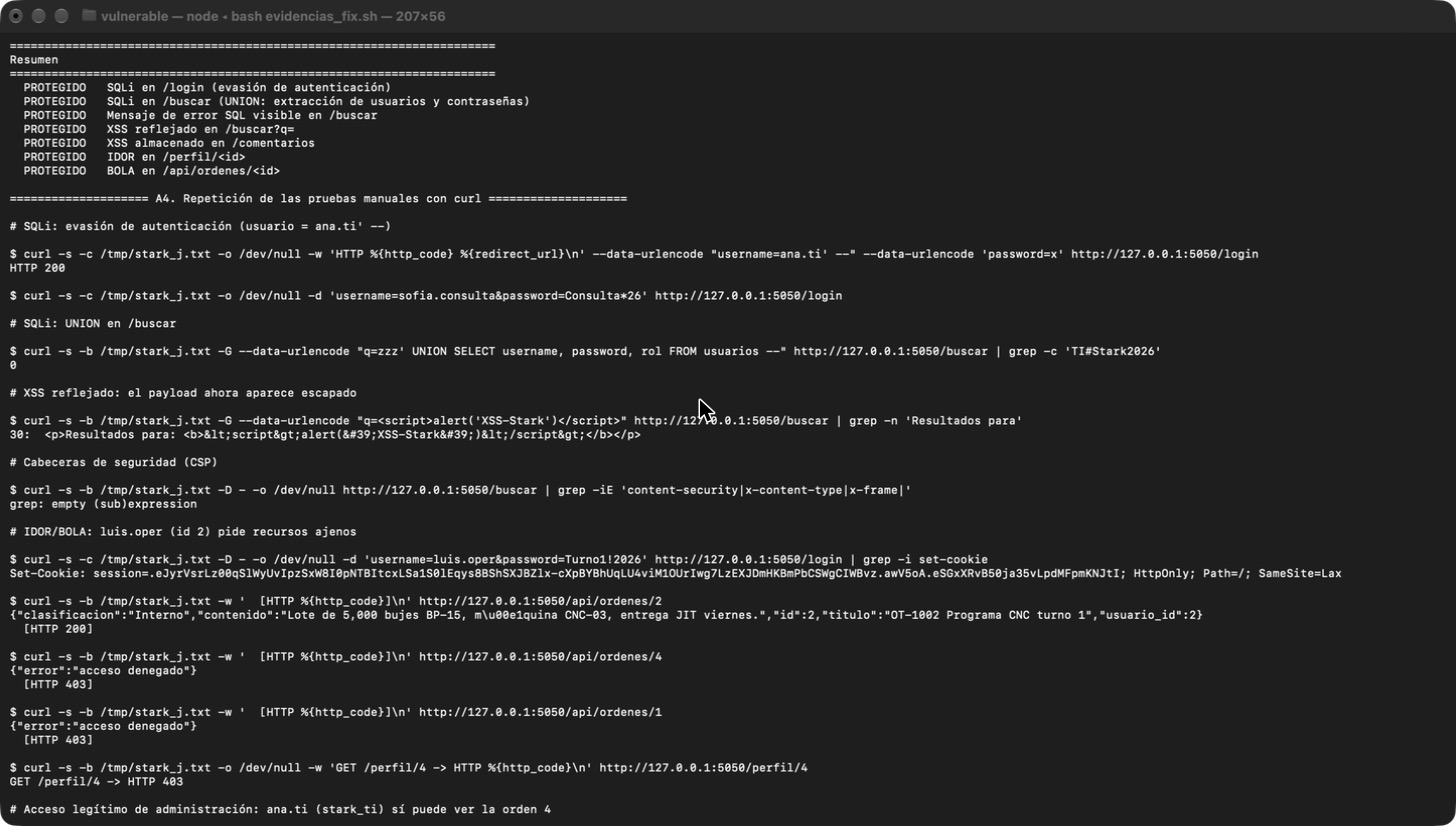 vulnerable — node ◂ bash evidencias_fix.sh — 207×56
======================================================================
Resumen
======================================================================
  PROTEGIDO   SQLi en /login (evasión de autenticación)
  PROTEGIDO   SQLi en /buscar (UNION: extracción de usuarios y contraseñas)
  PROTEGIDO   Mensaje de error SQL visible en /buscar
  PROTEGIDO   XSS reflejado en /buscar?q=
  PROTEGIDO   XSS almacenado en /comentarios
  PROTEGIDO   IDOR en /perfil/<id>
  PROTEGIDO   BOLA en /api/ordenes/<id>
==================== A4. Repetición de las pruebas manuales con curl ====================
# SQLi: evasión de autenticación (usuario = ana.ti' --)
$ curl -s -c /tmp/stark_j.txt -o /dev/null -w 'HTTP %{http_code} %{redirect_url}\n' --data-urlencode "username=ana.ti' --" --data-urlencode 'password=x' http://127.0.0.1:5050/login
HTTP 200
$ curl -s -c /tmp/stark_j.txt -o /dev/null -d 'username=sofia.consulta&password=Consulta*26' http://127.0.0.1:5050/login
# SQLi: UNION en /buscar
$ curl -s -b /tmp/stark_j.txt -G --data-urlencode "q=zzz' UNION SELECT username, password, rol FROM usuarios --" http://127.0.0.1:5050/buscar | grep -c 'TI#Stark2026'
0
# XSS reflejado: el payload ahora aparece escapado
$ curl -s -b /tmp/stark_j.txt -G --data-urlencode "q=<script>alert('XSS-Stark')</script>" http://127.0.0.1:5050/buscar | grep -n 'Resultados para'
30:  <p>Resultados para: <b>&lt;script&gt;alert(&#39;XSS-Stark&#39;)&lt;/script&gt;</b></p>
# Cabeceras de seguridad (CSP)
$ curl -s -b /tmp/stark_j.txt -D - -o /dev/null http://127.0.0.1:5050/buscar | grep -iE 'content-security|x-content-type|x-frame|'
grep: empty (sub)expression
# IDOR/BOLA: luis.oper (id 2) pide recursos ajenos
$ curl -s -c /tmp/stark_j.txt -D - -o /dev/null -d 'username=luis.oper&password=Turno1!2026' http://127.0.0.1:5050/login | grep -i set-cookie
Set-Cookie: session=.eJyrVsrLz00qSlWyUvIpzSxW8I0pNTBItcxLSa1S0lEqys8BShSXJBZlx-cXpBYBhUqLU4viM1OUrIwg7LzEXJDmHKBmPbCSWgCIWBvz.awV5oA.eSGxXRvB50ja35vLpdMFpmKNJtI; HttpOnly; Path=/; SameSite=Lax
$ curl -s -b /tmp/stark_j.txt -w '  [HTTP %{http_code}]\n' http://127.0.0.1:5050/api/ordenes/2
{"clasificacion":"Interno","contenido":"Lote de 5,000 bujes BP-15, m\u00e1quina CNC-03, entrega JIT viernes.","id":2,"titulo":"OT-1002 Programa CNC turno 1","usuario_id":2}
  [HTTP 200]
$ curl -s -b /tmp/stark_j.txt -w '  [HTTP %{http_code}]\n' http://127.0.0.1:5050/api/ordenes/4
{"error":"acceso denegado"}
  [HTTP 403]
$ curl -s -b /tmp/stark_j.txt -w '  [HTTP %{http_code}]\n' http://127.0.0.1:5050/api/ordenes/1
{"error":"acceso denegado"}
  [HTTP 403]
$ curl -s -b /tmp/stark_j.txt -o /dev/null -w 'GET /perfil/4 -> HTTP %{http_code}\n' http://127.0.0.1:5050/perfil/4
GET /perfil/4 -> HTTP 403
# Acceso legítimo de administración: ana.ti (stark_ti) sí puede ver la orden 4